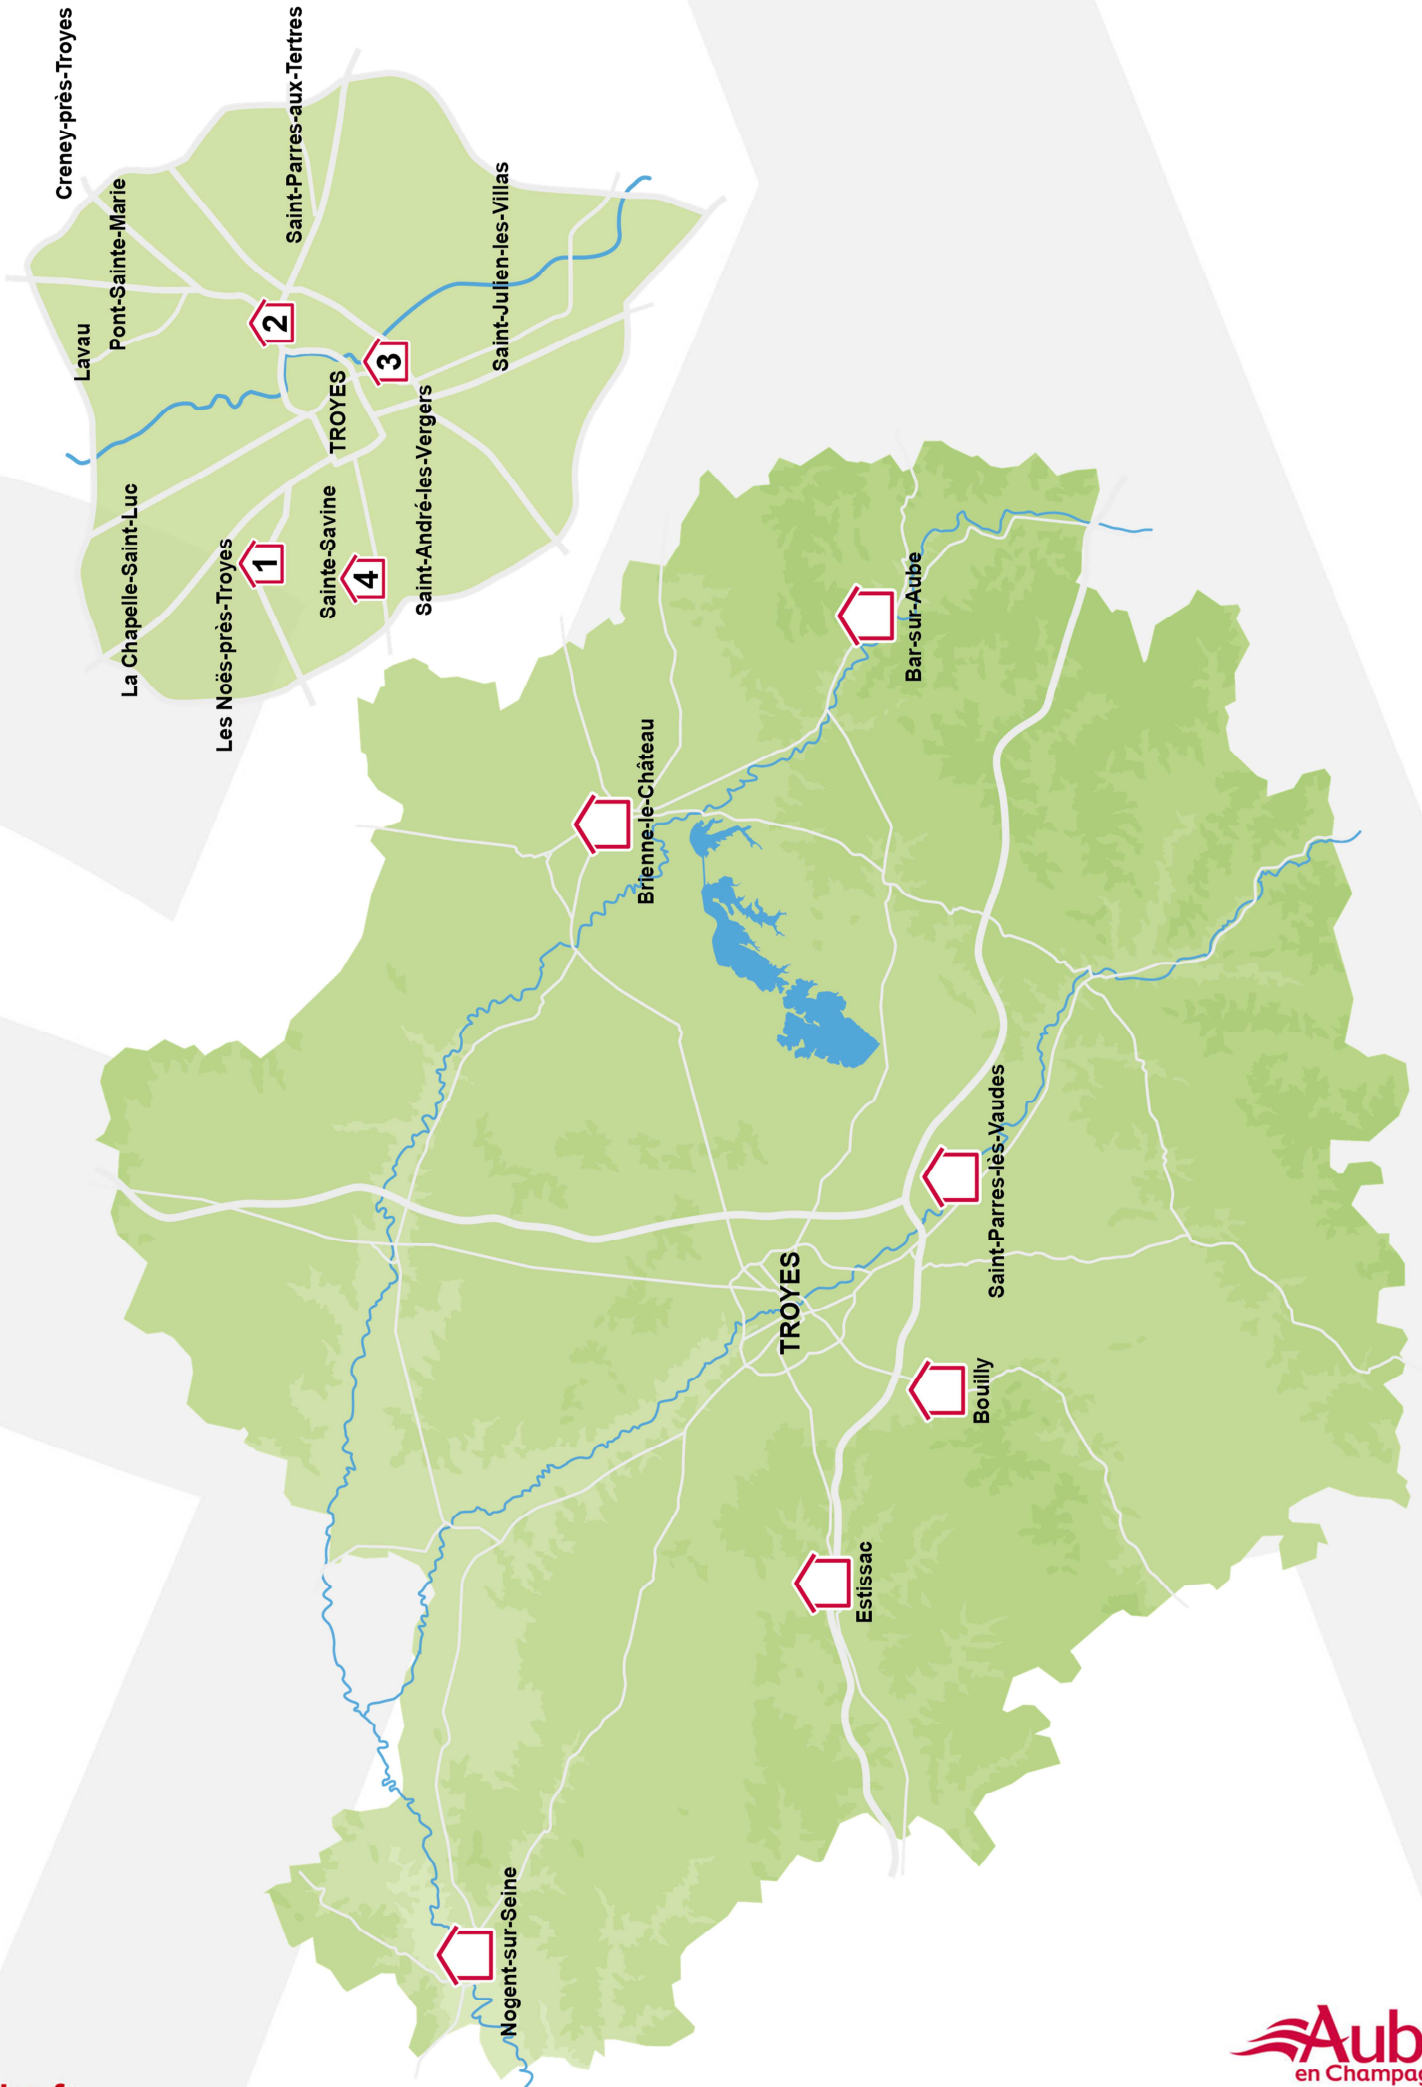 Creney-près-Troyes
Lavau
Pont-Sainte-Marie
La Chapelle-Saint-Luc
2
Saint-Parres-aux-Tertres
Les Noës-près-Troyes
1
TROYES
3
Sainte-Savine
4
Saint-André-les-Vergers
Saint-Julien-les-Villas
Brienne-le-Château
Bar-sur-Aube
TROYES
Saint-Parres-lès-Vaudes
Bouilly
Estissac
Nogent-sur-Seine
Aub
en Champag